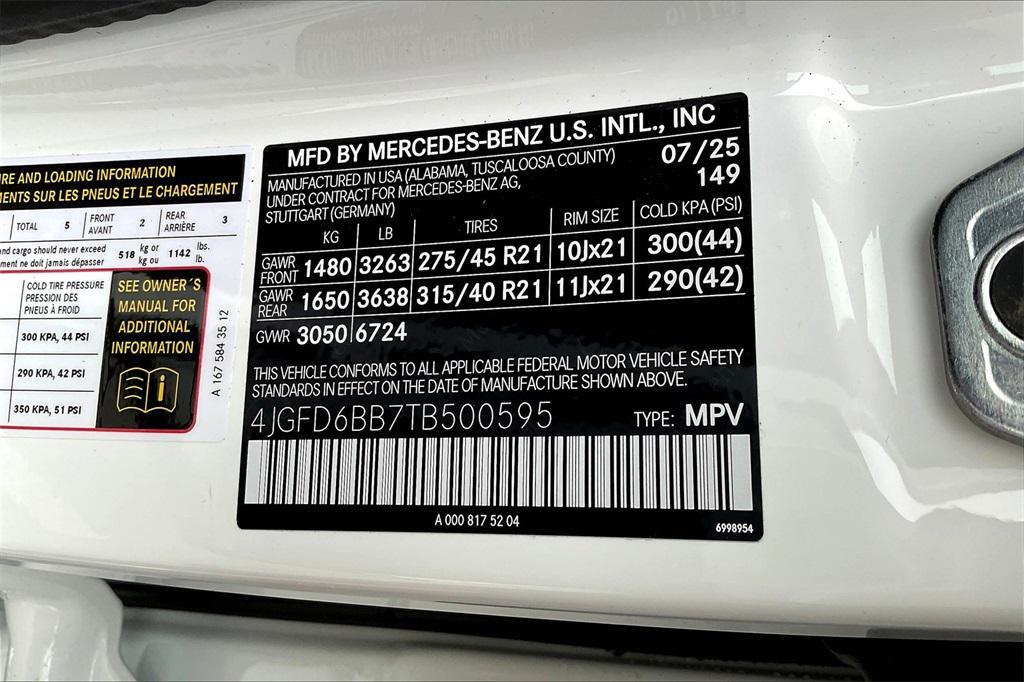 RE AND LOADING INFORMATION
MENTS SUR LES PNEUS ET LE CHARGEMENT
TOTAL 5 FRONT AVANT 2 REAR ARRIÈRE 3
and cargo should never exceed 518 kg or 1142 lbs.
ment ne doit jamais dépasser kg ou lb.
COLD TIRE PRESSURE
PRESSION DES
PNEUS À FROID
300 KPA, 44 PSI
290 KPA, 42 PSI
350 KPA, 51 PSI
SEE OWNER´S
MANUAL FOR
ADDITIONAL
INFORMATION
i
A 167 584 35 12
MFD BY MERCEDES-BENZ U.S. INTL., INC
MANUFACTURED IN USA (ALABAMA, TUSCALOOSA COUNTY) 07/25
UNDER CONTRACT FOR MERCEDES-BENZ AG, 149
STUTTGART (GERMANY)
KG LB TIRES RIM SIZE COLD KPA (PSI)
GAWR FRONT 1480 3263 275/45 R21 10Jx21 300(44)
GAWR REAR 1650 3638 315/40 R21 11Jx21 290(42)
GVWR 3050 6724
THIS VEHICLE CONFORMS TO ALL APPLICABLE FEDERAL MOTOR VEHICLE SAFETY
STANDARDS IN EFFECT ON THE DATE OF MANUFACTURE SHOWN ABOVE.
4JGFD6BB7TB500595 TYPE: MPV
A 000 817 52 04
6998954